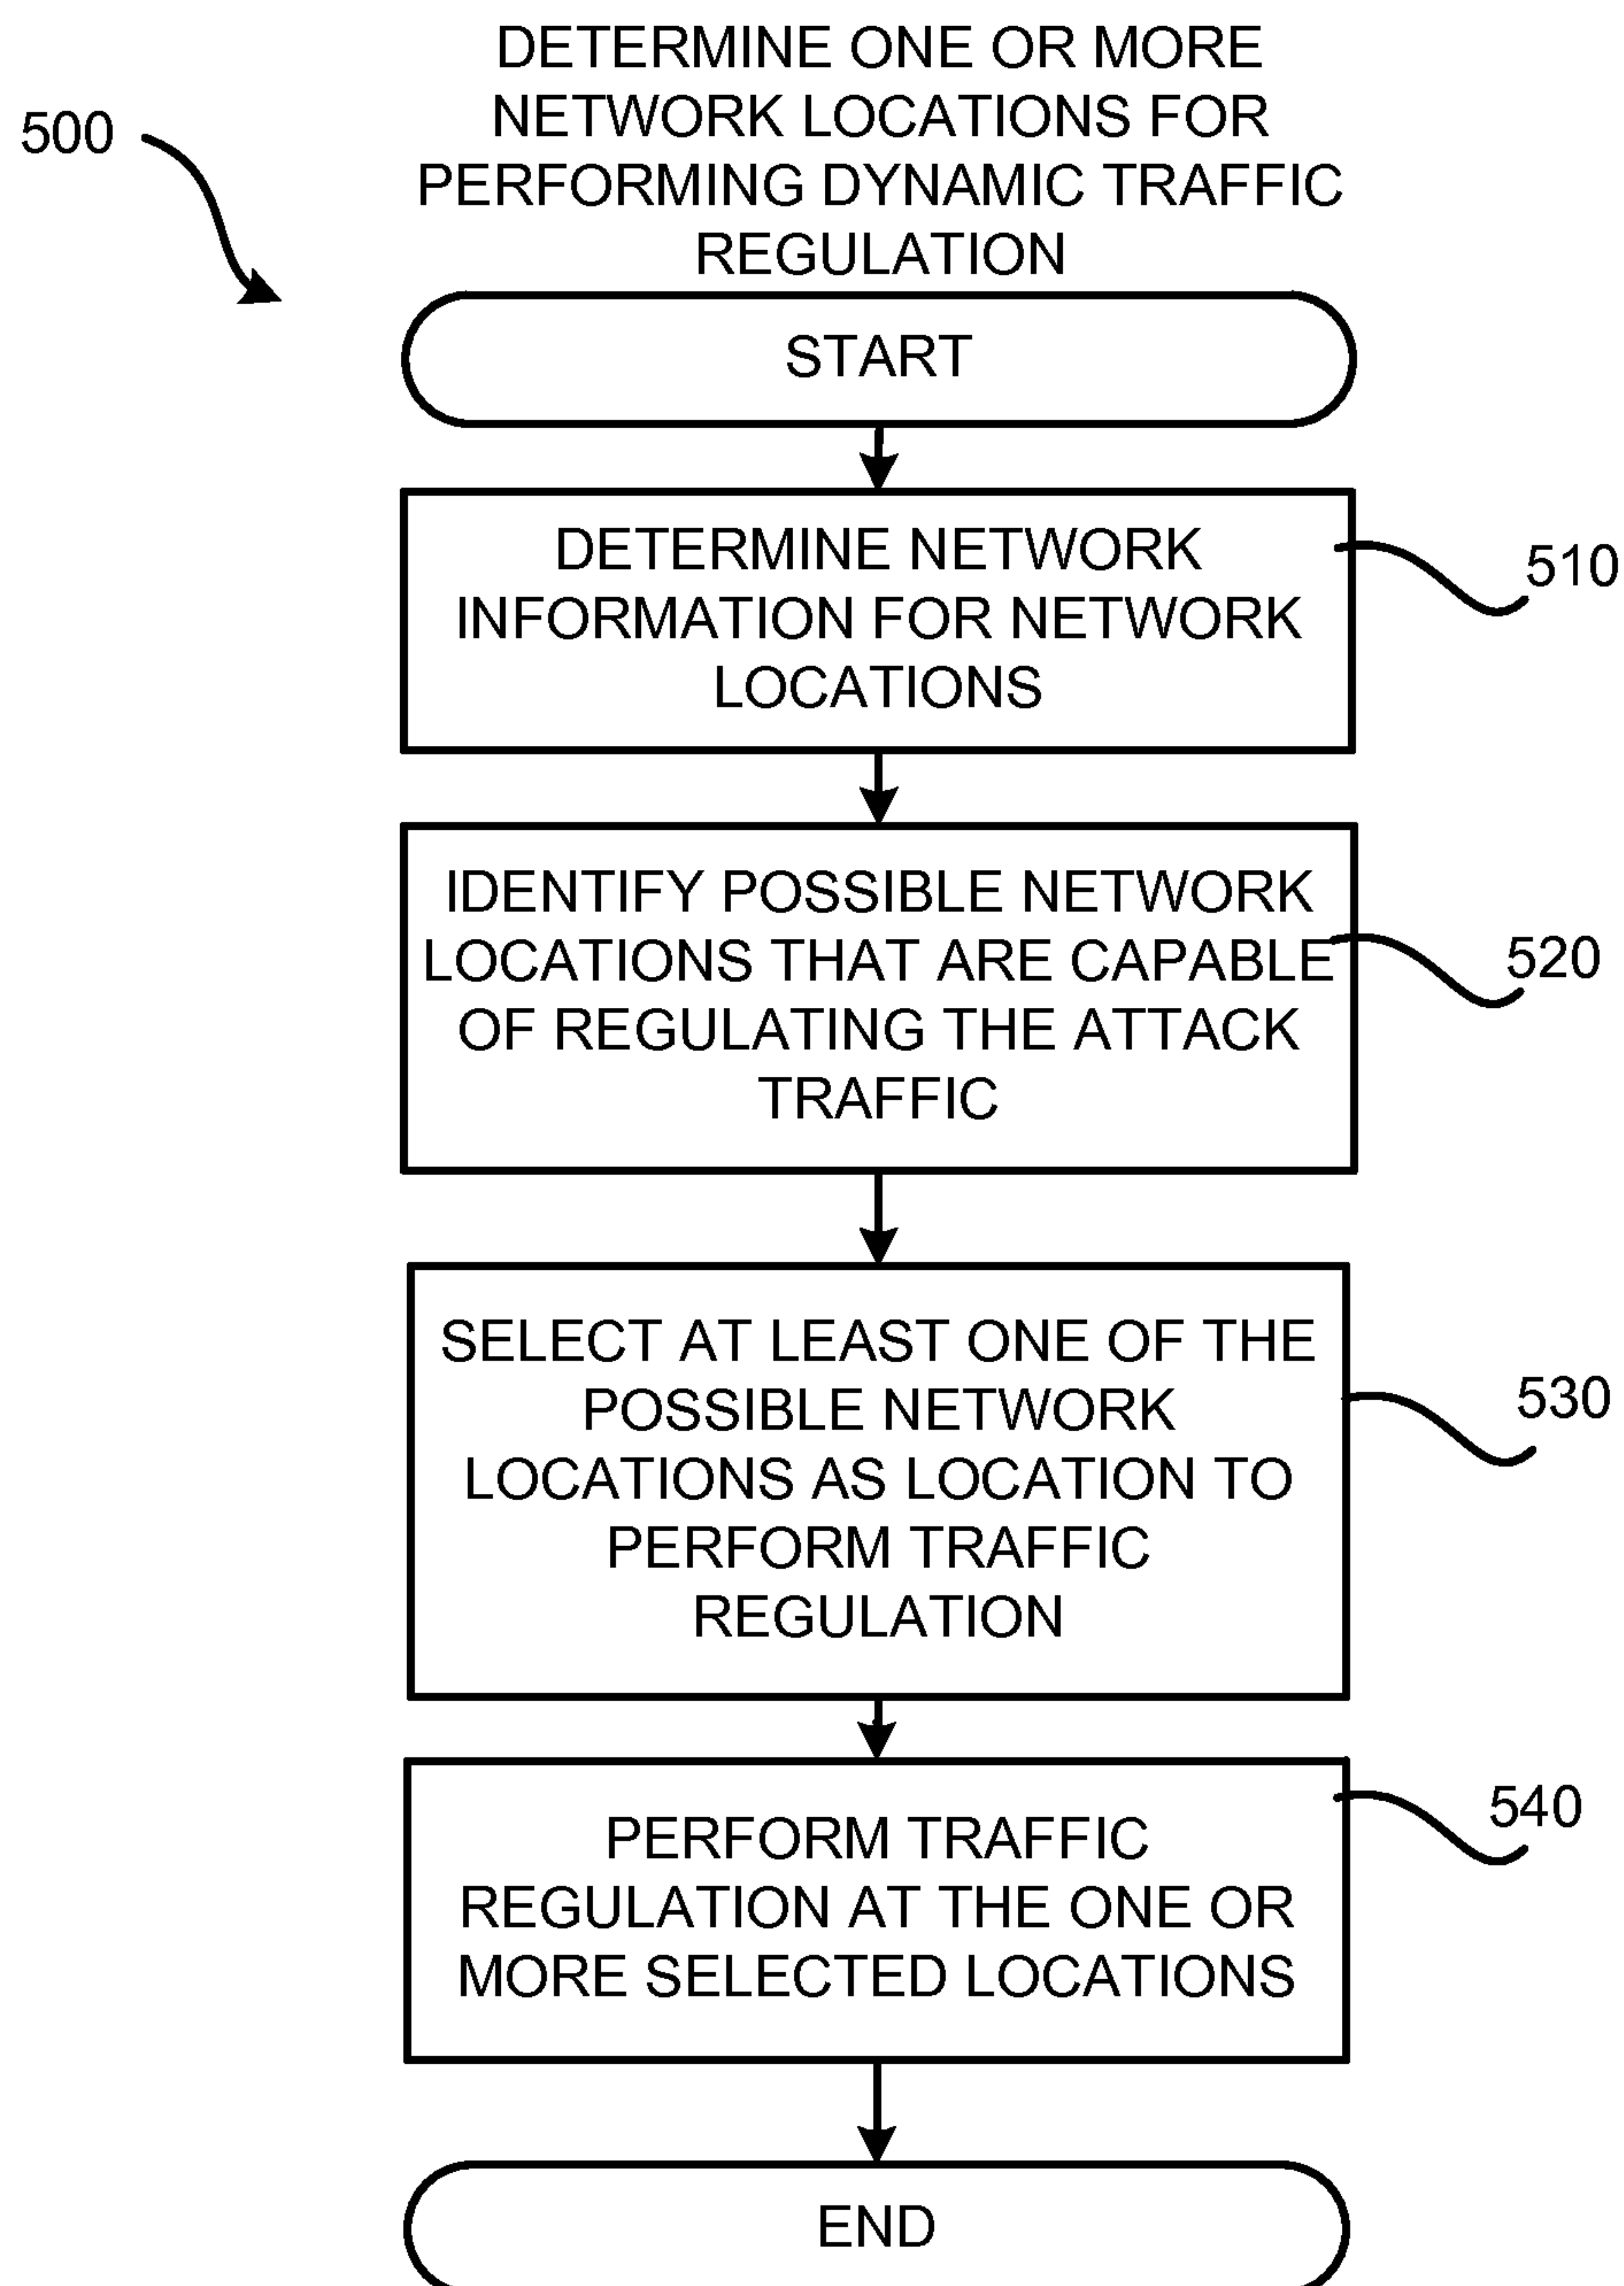 DETERMINE ONE OR MORE
NETWORK LOCATIONS FOR
PERFORMING DYNAMIC TRAFFIC
REGULATION
500
START
DETERMINE NETWORK
INFORMATION FOR NETWORK
LOCATIONS
510
IDENTIFY POSSIBLE NETWORK
LOCATIONS THAT ARE CAPABLE
OF REGULATING THE ATTACK
TRAFFIC
520
SELECT AT LEAST ONE OF THE
POSSIBLE NETWORK
LOCATIONS AS LOCATION TO
PERFORM TRAFFIC
REGULATION
530
PERFORM TRAFFIC
REGULATION AT THE ONE OR
MORE SELECTED LOCATIONS
540
END